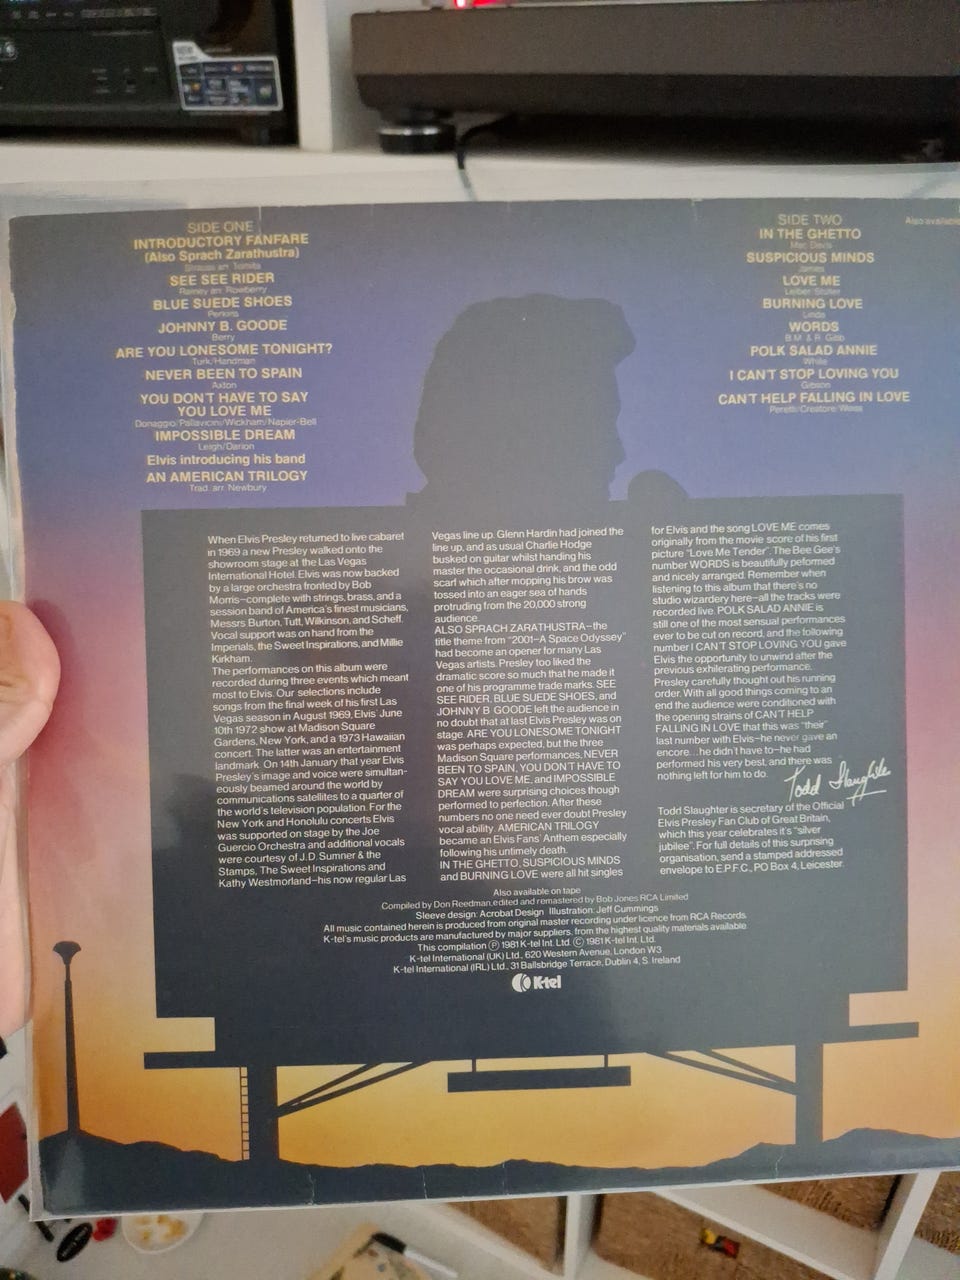 SIDE ONE
INTRODUCTORY FANFARE
(Also Sprach Zarathustra)
Strauss arr. Tomita
SEE SEE RIDER
Rainey arr. Rowberry
BLUE SUEDE SHOES
Perkins
JOHNNY B. GOODE
Berry
ARE YOU LONESOME TONIGHT?
Turk/Handman
NEVER BEEN TO SPAIN
Axton
YOU DON'T HAVE TO SAY
YOU LOVE ME
Donaggio/Pallavicini/Wickham/Napier-Bell
IMPOSSIBLE DREAM
Leigh/Darion
Elvis introducing his band
AN AMERICAN TRILOGY
Trad. arr. Newbury
SIDE TWO
IN THE GHETTO
Mac Davis
SUSPICIOUS MINDS
James
LOVE ME
Leiber Stoller
BURNING LOVE
Linde
WORDS
B.M. & R. Gibb
POLK SALAD ANNIE
White
I CAN'T STOP LOVING YOU
Gibson
CAN'T HELP FALLING IN LOVE
Peretti/Creatore/Weiss
Also available
When Elvis Presley returned to live cabaret
in 1969 a new Presley walked onto the
showroom stage at the Las Vegas
International Hotel. Elvis was now backed
by a large orchestra fronted by Bob
Morris–complete with strings, brass, and a
session band of America's finest musicians,
Messrs Burton, Tutt, Wilkinson, and Scheff.
Vocal support was on hand from the
Imperials, the Sweet Inspirations, and Millie
Kirkham.
The performances on this album were
recorded during three events which meant
most to Elvis. Our selections include
songs from the final week of his first Las
Vegas season in August 1969, Elvis' June
10th 1972 show at Madison Square
Gardens, New York, and a 1973 Hawaiian
concert. The latter was an entertainment
landmark. On 14th January that year Elvis
Presley's image and voice were simultan-
eously beamed around the world by
communications satellites to a quarter of
the world's television population. For the
New York and Honolulu concerts Elvis
was supported on stage by the Joe
Guercio Orchestra and additional vocals
were courtesy of J.D. Sumner & the
Stamps, The Sweet Inspirations and
Kathy Westmorland–his now regular Las
Vegas line up. Glenn Hardin had joined the
line up, and as usual Charlie Hodge
busked on guitar whilst handing his
master the occasional drink, and the odd
scarf which after mopping his brow was
tossed into an eager sea of hands
protruding from the 20,000 strong
audience.
ALSO SPRACH ZARATHUSTRA–the
title theme from "2001–A Space Odyssey"
had become an opener for many Las
Vegas artists. Presley too liked the
dramatic score so much that he made it
one of his programme trade marks. SEE
SEE RIDER, BLUE SUEDE SHOES, and
JOHNNY B. GOODE left the audience in
no doubt that at last Elvis Presley was on
stage. ARE YOU LONESOME TONIGHT
was perhaps expected, but the three
Madison Square performances, NEVER
BEEN TO SPAIN, YOU DON'T HAVE TO
SAY YOU LOVE ME, and IMPOSSIBLE
DREAM were surprising choices though
performed to perfection. After these
numbers no one need ever doubt Presley
vocal ability. AMERICAN TRILOGY
became an Elvis Fans' Anthem especially
following his untimely death.
IN THE GHETTO, SUSPICIOUS MINDS
and BURNING LOVE were all hit singles
for Elvis and the song LOVE ME comes
originally from the movie score of his first
picture "Love Me Tender". The Bee Gee's
number WORDS is beautifully peformed
and nicely arranged. Remember when
listening to this album that there's no
studio wizardery here–all the tracks were
recorded live. POLK SALAD ANNIE is
still one of the most sensual performances
ever to be cut on record, and the following
number I CAN'T STOP LOVING YOU gave
Elvis the opportunity to unwind after the
previous exhilerating performance.
Presley carefully thought out his running
order. With all good things coming to an
end the audience were conditioned with
the opening strains of CAN'T HELP
FALLING IN LOVE that this was "their"
last number with Elvis–he never gave an
encore...he didn't have to–he had
performed his very best, and there was
nothing left for him to do.
Todd Slaughter
Todd Slaughter is secretary of the Official
Elvis Presley Fan Club of Great Britain,
which this year celebrates it's "silver
jubilee". For full details of this surprising
organisation, send a stamped addressed
envelope to E.P.F.C., PO Box 4, Leicester.
Also available on tape
Compiled by Don Reedman, edited and remastered by Bob Jones RCA Limited
Sleeve design: Acrobat Design Illustration: Jeff Cummings
All music contained herein is produced from original master recording under licence from RCA Records
K-tel's music products are manufactured by major suppliers, from the highest quality materials available
This compilation Ⓟ 1981 K-tel Int. Ltd. © 1981 K-tel Int. Ltd.
K-tel International (UK) Ltd., 620 Western Avenue, London W3
K-tel International (IRL) Ltd., 31 Ballsbridge Terrace, Dublin 4, S. Ireland
K-tel